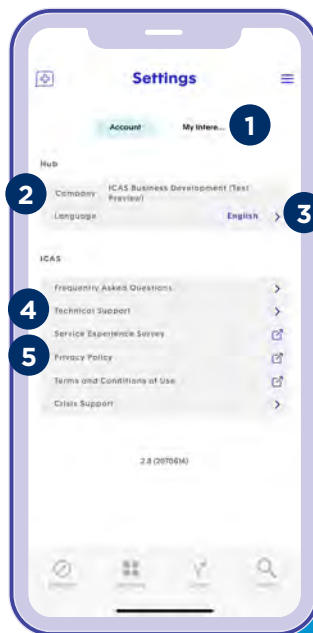 Settings
Account My Intere...
1
Hub
2
Company ICAS Business Development (Test
Preview)
Language English
3
ICAS
Frequently Asked Questions
4
Technical Support
Service Experience Survey
5
Privacy Policy
Terms and Conditions of Use
Crisis Support
2.8 (2070614)